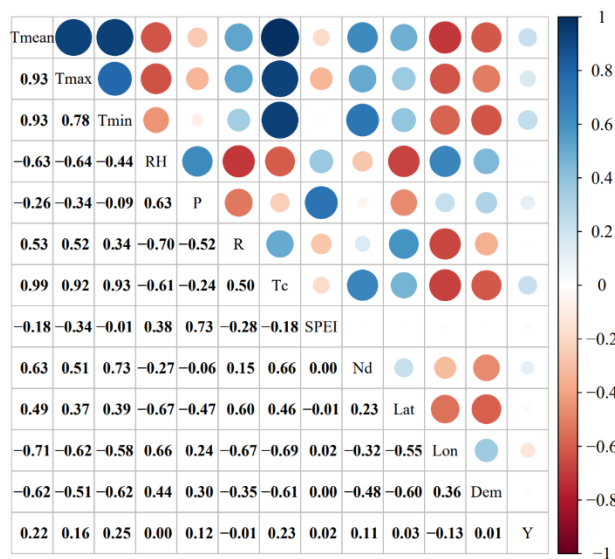 Tmean
0.93 Tmax
0.93 0.78 Tmin
−0.63 −0.64 −0.44 RH
−0.26 −0.34 −0.09 0.63 P
0.53 0.52 0.34 −0.70 −0.52 R
0.99 0.92 0.93 −0.61 −0.24 0.50 Tc
−0.18 −0.34 −0.01 0.38 0.73 −0.28 −0.18 SPEI
0.63 0.51 0.73 −0.27 −0.06 0.15 0.66 0.00 Nd
0.49 0.37 0.39 −0.67 −0.47 0.60 0.46 −0.01 0.23 Lat
−0.71 −0.62 −0.58 0.66 0.24 −0.67 −0.69 0.02 −0.32 −0.55 Lon
−0.62 −0.51 −0.62 0.44 0.30 −0.35 −0.61 0.00 −0.48 −0.60 0.36 Dem
0.22 0.16 0.25 0.00 0.12 −0.01 0.23 0.02 0.11 0.03 −0.13 0.01 Y
1
0.8
0.6
0.4
0.2
0
−0.2
−0.4
−0.6
−0.8
−1